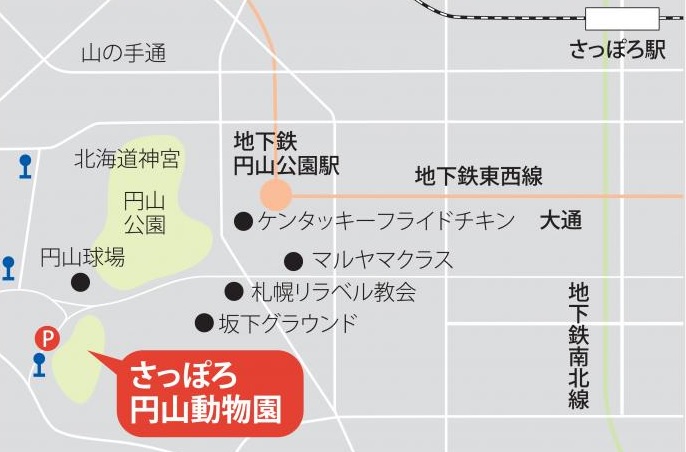 山の手通
さっぽろ駅
地下鉄
円山公園駅
北海道神宮
地下鉄東西線
円山
公園
ケンタッキーフライドチキン
大通
円山球場
マルヤマクラス
札幌リラベル教会
地下鉄南北線
坂下グラウンド
P
さっぽろ
円山動物園